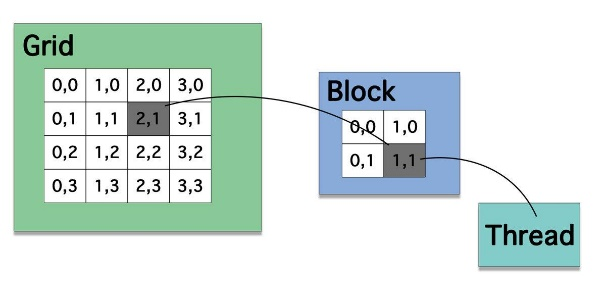 Grid
0,0 1,0 2,0 3,0
0,1 1,1 2,1 3,1
0,2 1,2 2,2 3,2
0,3 1,3 2,3 3,3
Block
0,0 1,0
0,1 1,1
Thread